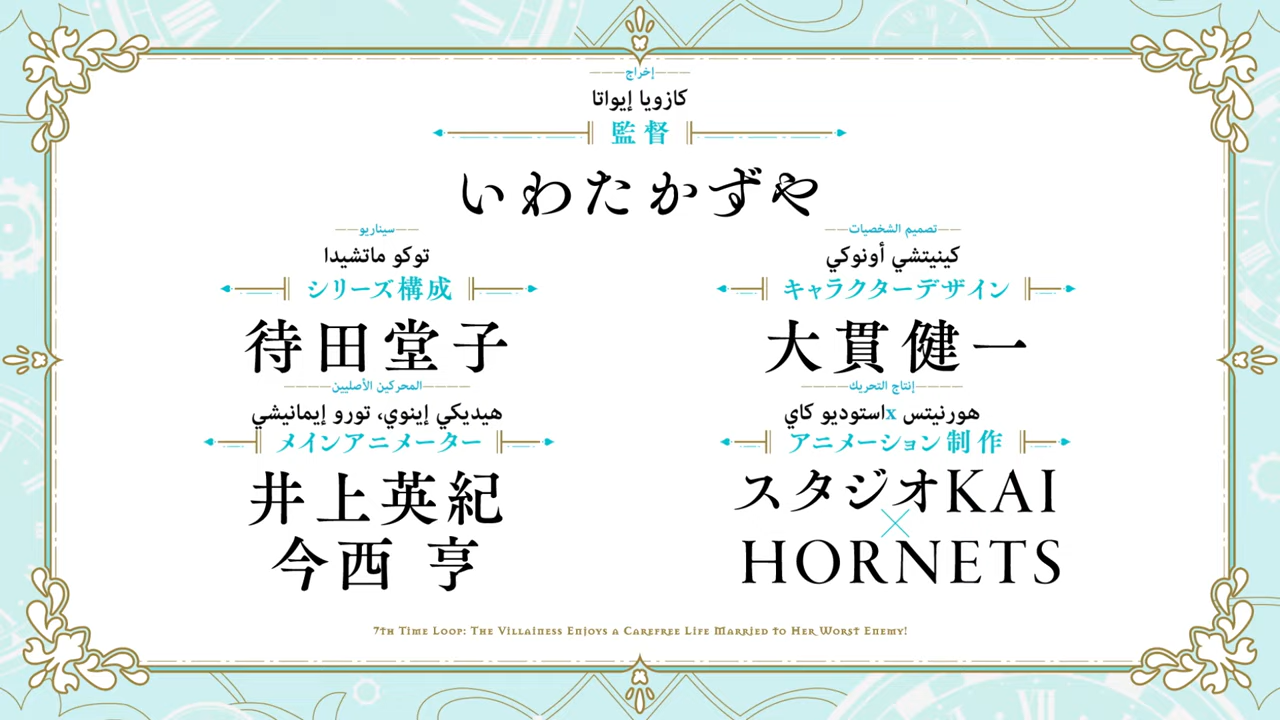 إخراج
كازويا إيواتا
監督
いわたかずや
سيناريو
توكو ماتشيدا
シリーズ構成
待田堂子
تصميم الشخصيات
كينيتشي أونوكي
キャラクターデザイン
大貫健一
المحركين الأصليين
هيديكي إينوي، تورو إيمانيشي
メインアニメーター
井上英紀
今西 亨
إنتاج التحريك
هورنيتس xاستوديو كاي
アニメーション制作
スタジオKAI
×
HORNETS
7th Time Loop: The Villainess Enjoys a Carefree Life Married to Her Worst Enemy!